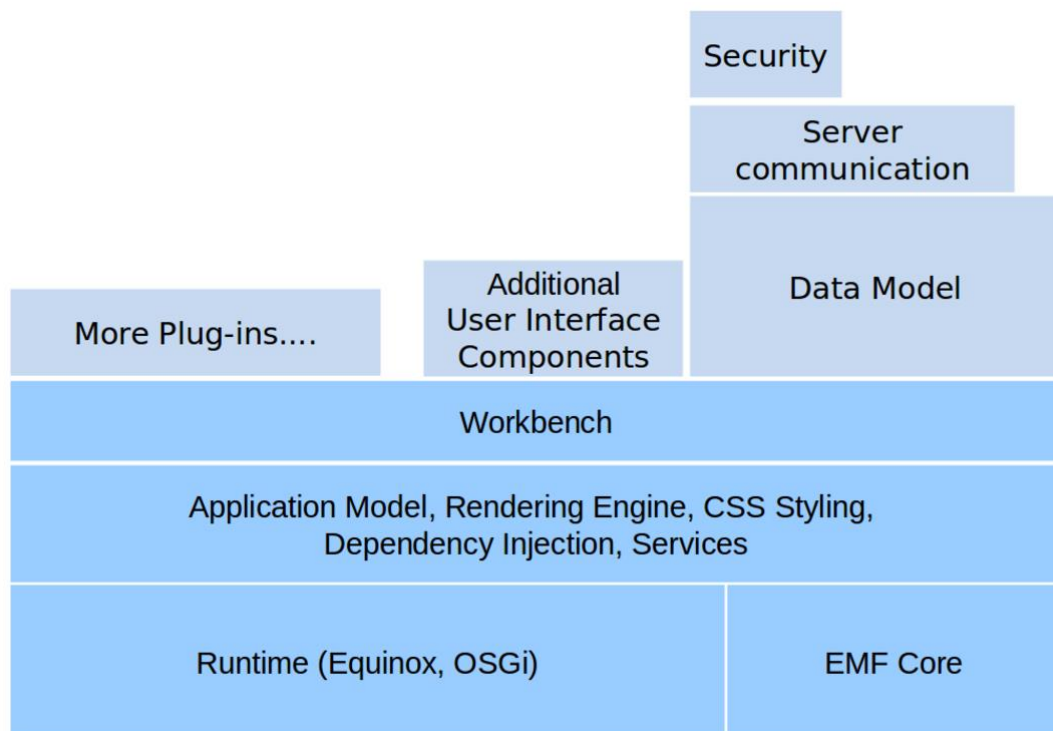 Security
Server
communication
Data Model
Additional
User Interface
Components
More Plug-ins....
Workbench
Application Model, Rendering Engine, CSS Styling,
Dependency Injection, Services
Runtime (Equinox, OSGi)
EMF Core